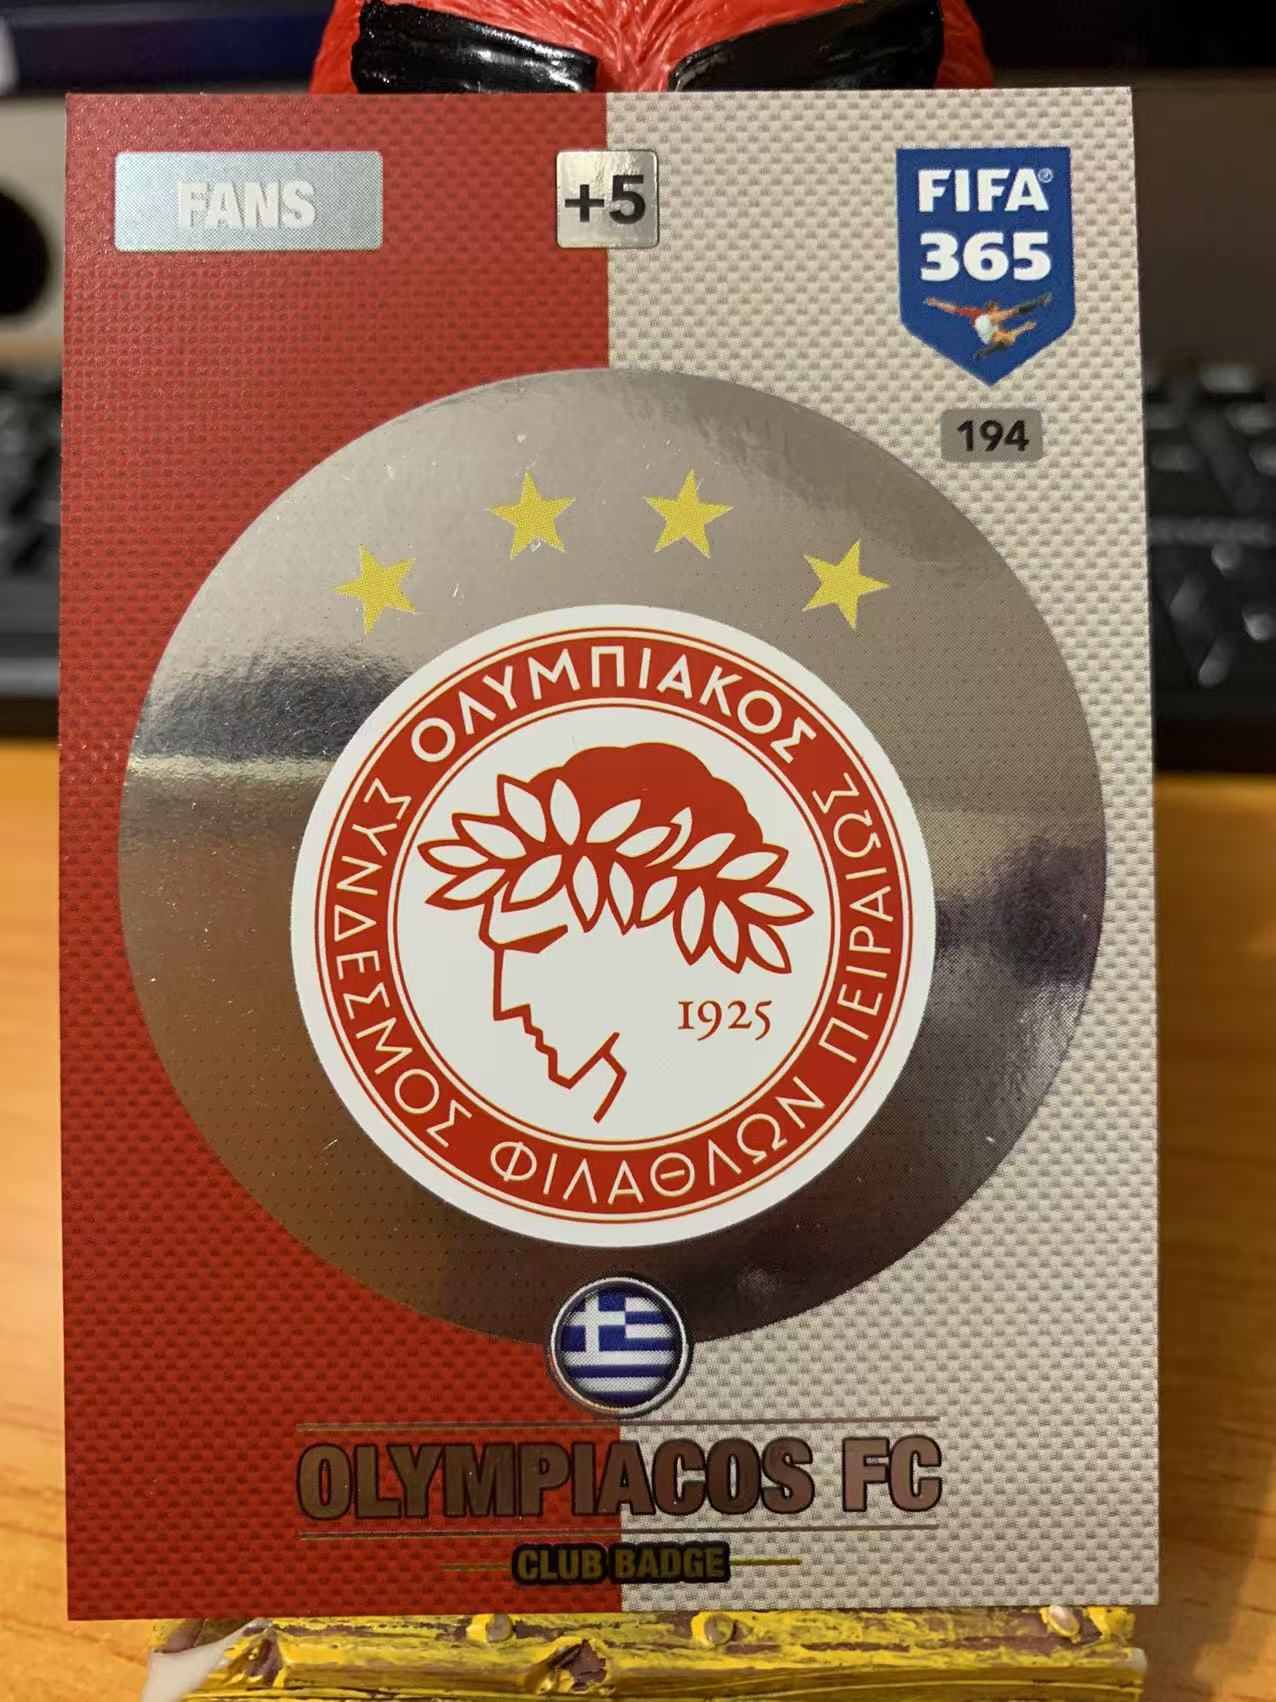 FANS
+5
FIFA®
365
194
ΟΛΥΜΠΙΑΚΟΣ
ΣΥΝΔΕΣΜΟΣ ΦΙΛΑΘΛΩΝ ΠΕΙΡΑΙΩΣ
1925
OLYMPIACOS FC
CLUB BADGE